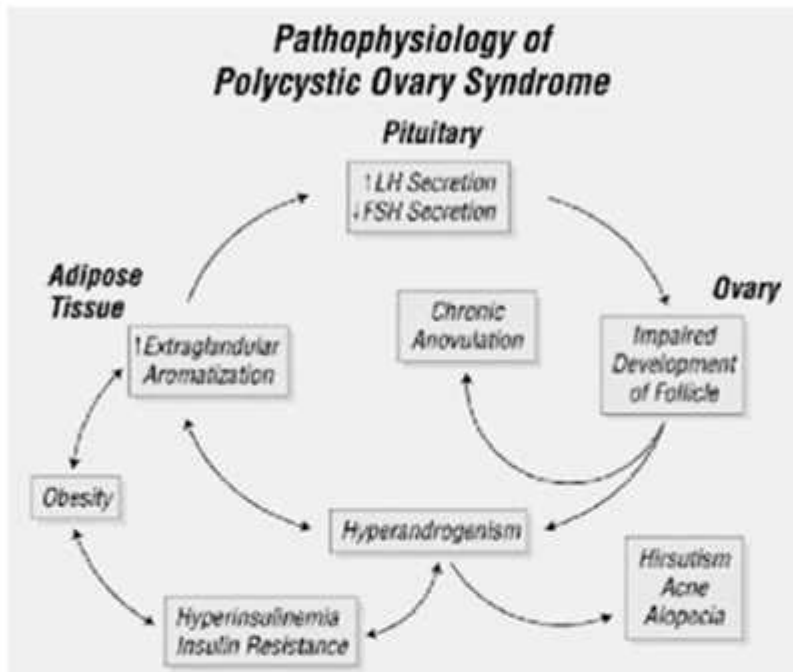 Pathophysiology of
Polycystic Ovary Syndrome
Pituitary
↑LH Secretion
↓FSH Secretion
Adipose
Tissue
Ovary
Chronic
Anovulation
Impaired
Development
of Follicle
↑Extraglandular
Aromatization
Obesity
Hyperandrogenism
Hirsutism
Acne
Alopecia
Hyperinsulinemia
Insulin Resistance